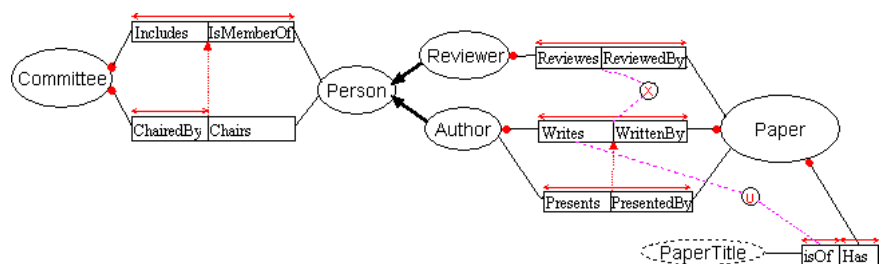 Includes IsMemberOf
Committee
Person
ChairedBy Chairs
Reviewer
Reviewes ReviewedBy
X
Author
Writes WrittenBy
Paper
Presents PresentedBy
U
PaperTitle
isOf Has